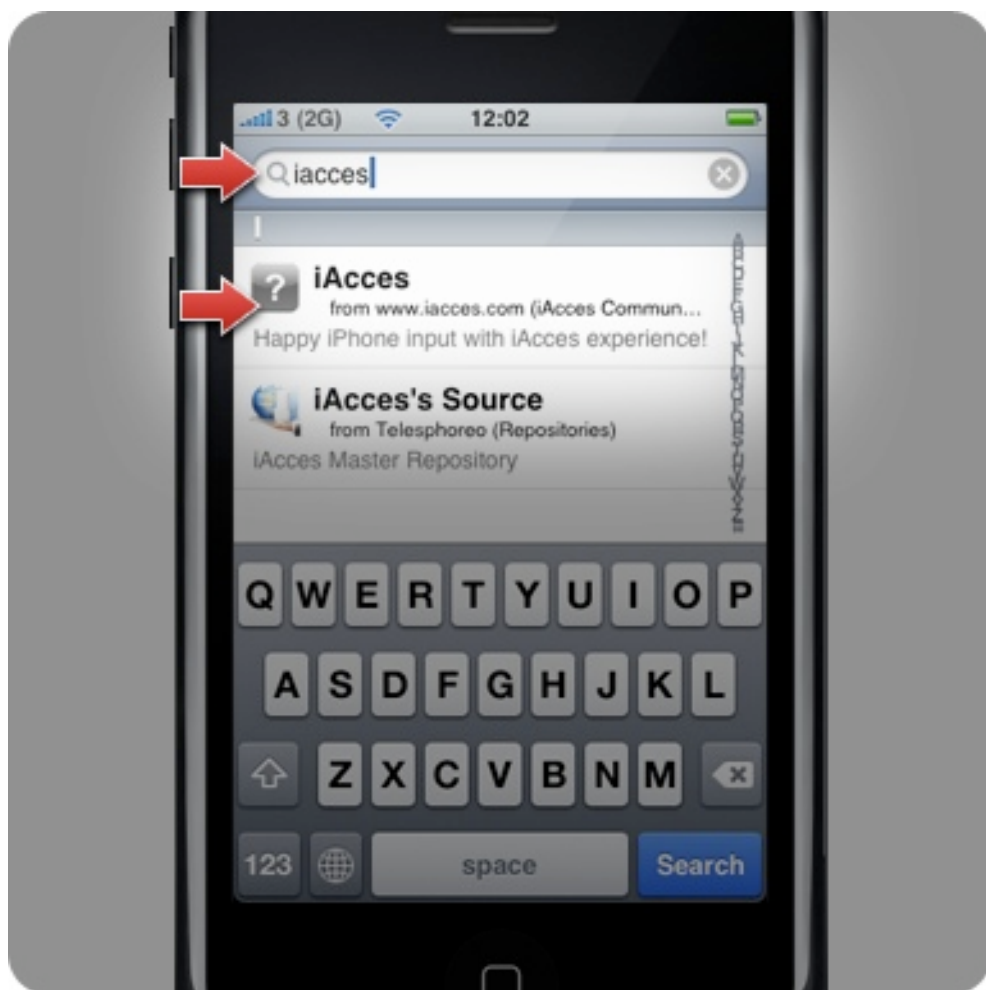 3 (2G) 12:02
iacces
I
? iAcces
from www.iacces.com (iAcces Commun...
Happy iPhone input with iAcces experience!
iAcces's Source
from Telesphoreo (Repositories)
iAcces Master Repository
Q W E R T Y U I O P
A S D F G H J K L
Z X C V B N M
123 space Search